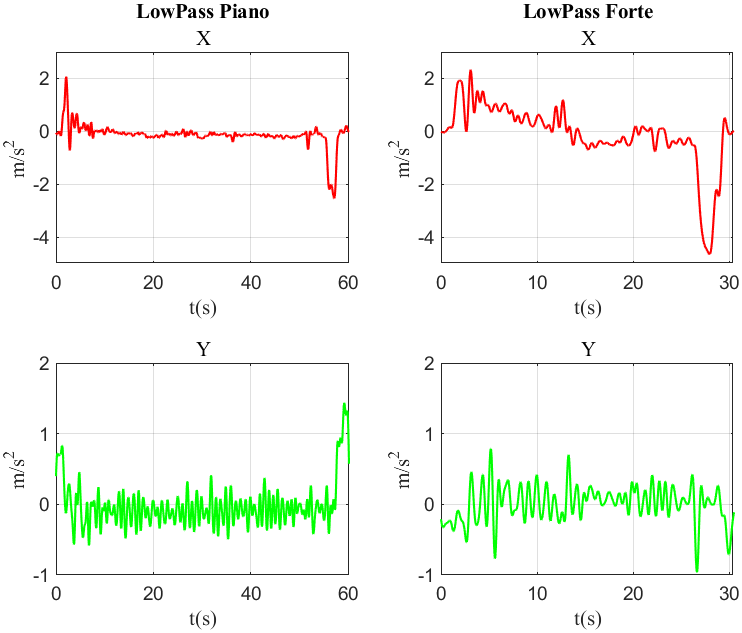 LowPass Piano
X
2
0
-2
-4
m/s²
0 20 40 60
t(s)
LowPass Forte
X
2
0
-2
-4
m/s²
0 10 20 30
t(s)
Y
2
1
0
-1
m/s²
0 20 40 60
t(s)
Y
2
1
0
-1
m/s²
0 10 20 30
t(s)